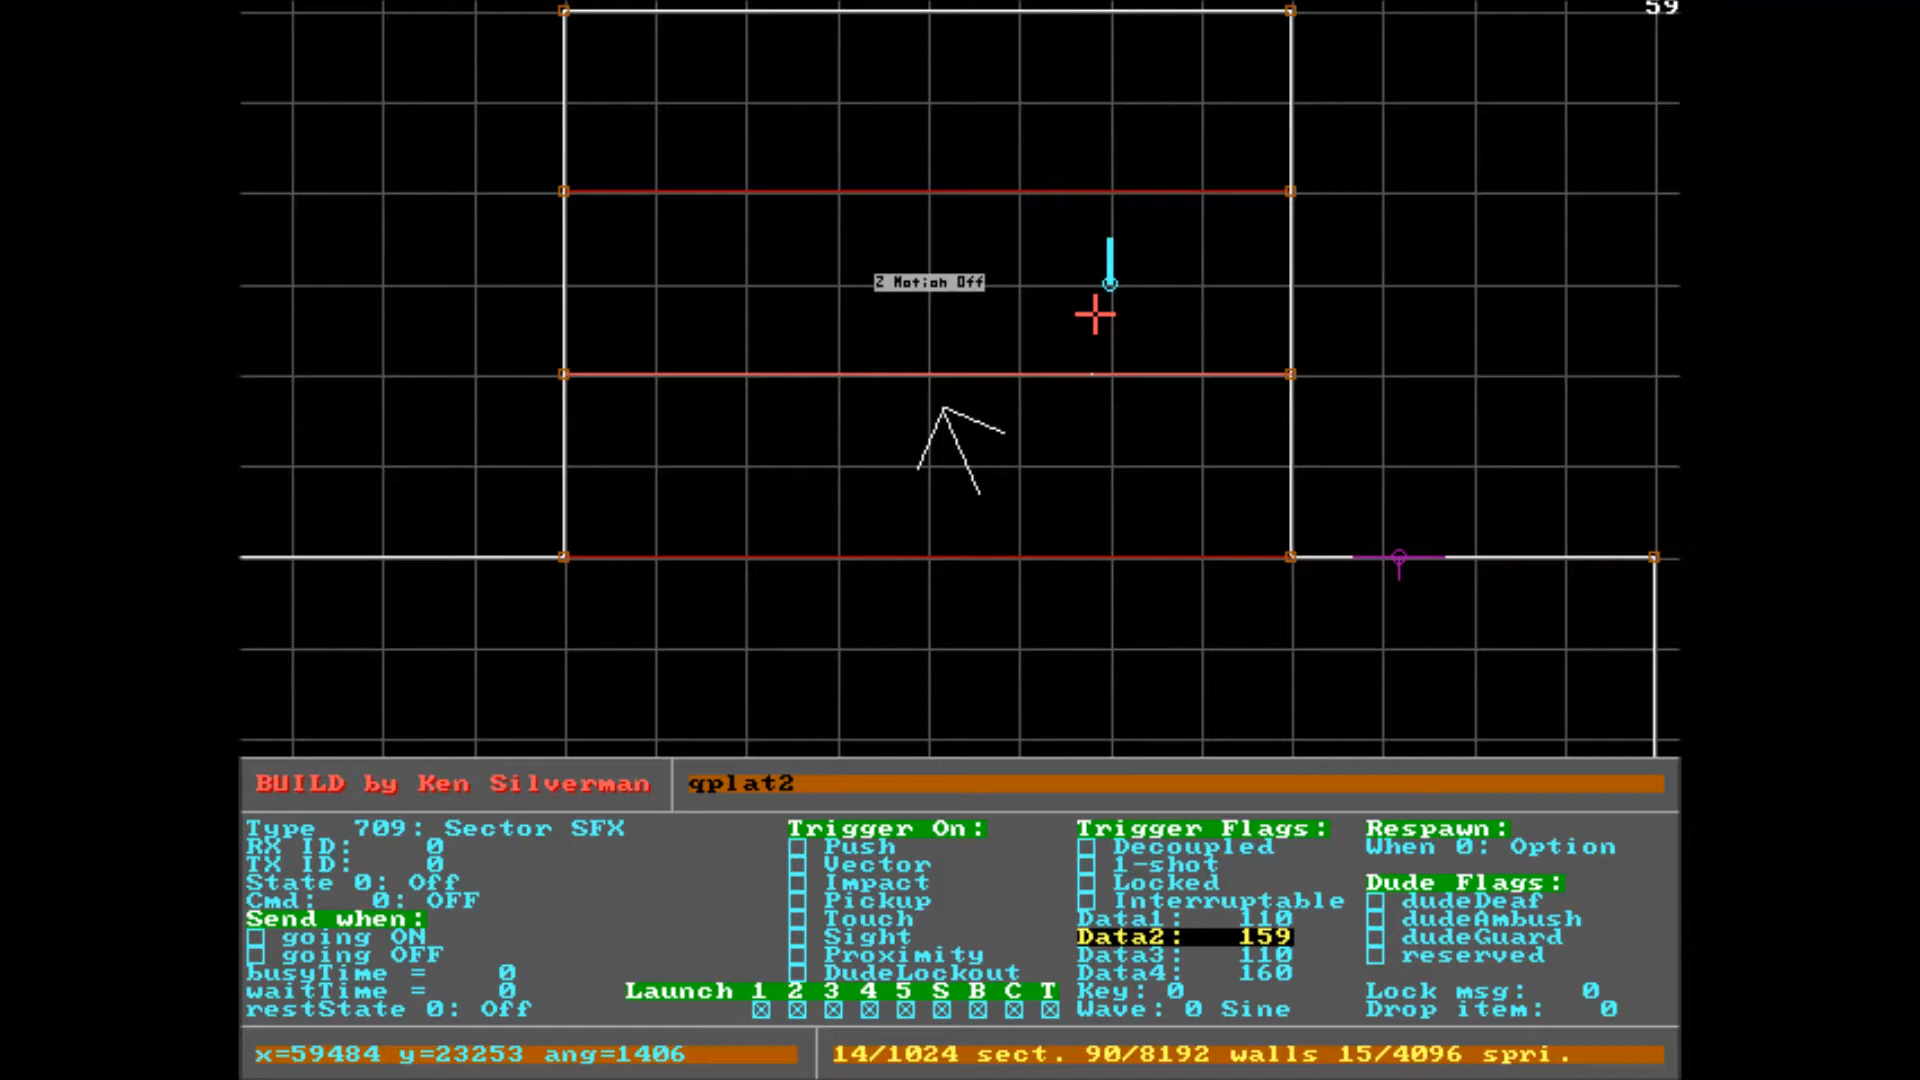 59
Z Motion Off
BUILD by Ken Silverman
qplat2
Type 709: Sector SFX
RX ID: 0
TX ID: 0
State 0: Off
Cmd: 0: OFF
Send when:
going ON
going OFF
busyTime = 0
waitTime = 0
restState 0: Off
Trigger On:
Push
Vector
Impact
Pickup
Touch
Sight
Proximity
DudeLockout
Launch 1 2 3 4 5 S B C T
Trigger Flags:
Decoupled
1-shot
Locked
Interruptable
Data1: 110
Data2: 159
Data3: 110
Data4: 160
Key: 0
Wave: 0 Sine
Respawn:
When 0: Option
Dude Flags:
dudeDeaf
dudeAmbush
dudeGuard
reserved
Lock msg: 0
Drop item: 0
x=59484 y=23253 ang=1406
14/1024 sect. 90/8192 walls 15/4096 spri.